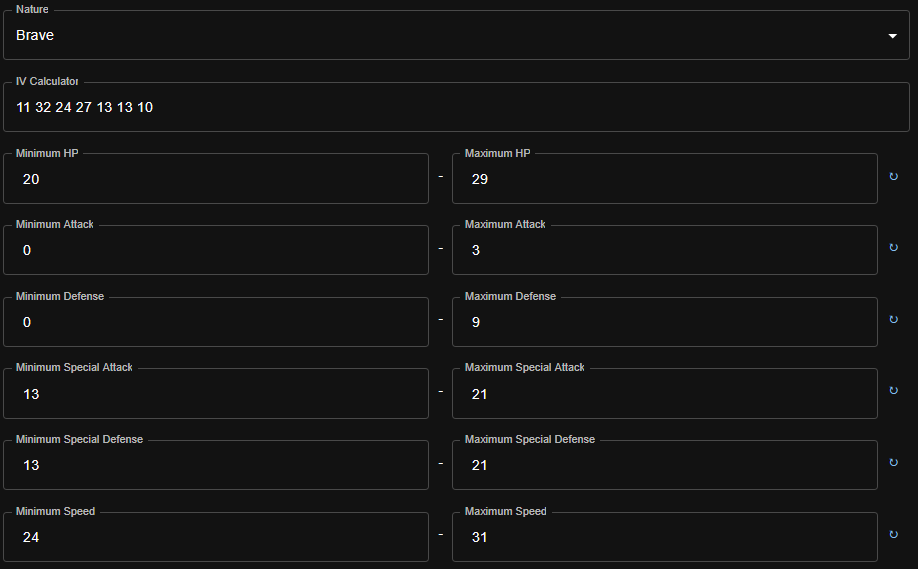 Nature
Brave
IV Calculator
11 32 24 27 13 13 10
Minimum HP
20
-
Maximum HP
29
↻
Minimum Attack
0
-
Maximum Attack
3
↻
Minimum Defense
0
-
Maximum Defense
9
↻
Minimum Special Attack
13
-
Maximum Special Attack
21
↻
Minimum Special Defense
13
-
Maximum Special Defense
21
↻
Minimum Speed
24
-
Maximum Speed
31
↻